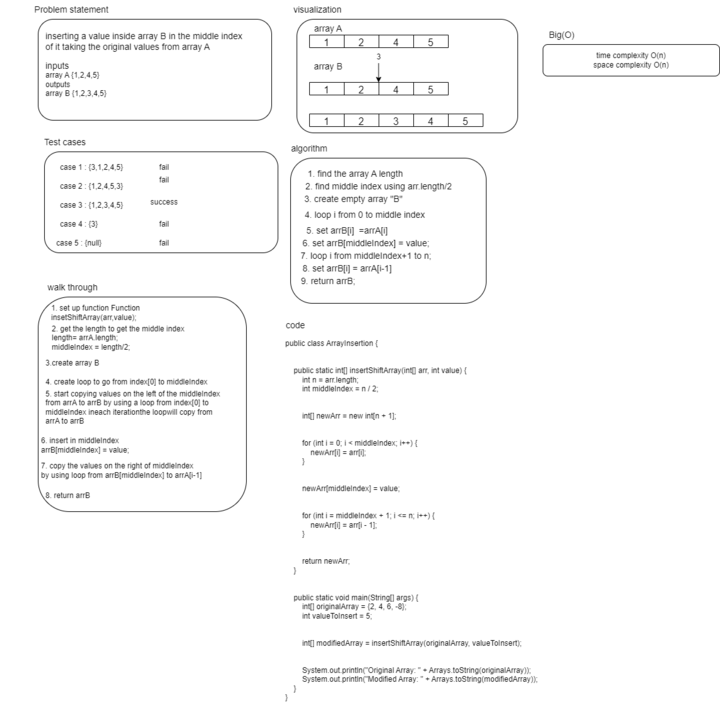 Problem statement
inserting a value inside array B in the middle index
of it taking the original values from array A
inputs
array A {1,2,4,5}
outputs
array B {1,2,3,4,5}
visualization
array A
1 2 4 5
3
array B
1 2 4 5
1 2 3 4 5
Big(O)
time complexity O(n)
space complexity O(n)
Test cases
case 1 : {3,1,2,4,5} fail
case 2 : {1,2,4,5,3} fail
case 3 : {1,2,3,4,5} success
case 4 : {3} fail
case 5 : {null} fail
algorithm
1. find the array A length
2. find middle index using arr.length/2
3. create empty array "B"
4. loop i from 0 to middle index
5. set arrB[i] =arrA[i]
6. set arrB[middleIndex] = value;
7. loop i from middleIndex+1 to n;
8. set arrB[i] = arrA[i-1]
9. return arrB;
walk through
1. set up function Function
insetShiftArray(arr,value);
2. get the length to get the middle index
length= arrA.length;
middleIndex = length/2;
3.create array B
4. create loop to go from index[0] to middleIndex
5. start copying values on the left of the middleIndex
from arrA to arrB by using a loop from index[0] to
middleIndex ineach iterationthe loopwill copy from
arrA to arrB
6. insert in middleIndex
arrB[middleIndex] = value;
7. copy the values on the right of middleIndex
by using loop from arrB[middleIndex] to arrA[i-1]
8. return arrB
code
public class ArrayInsertion {
public static int[] insertShiftArray(int[] arr, int value) {
int n = arr.length;
int middleIndex = n / 2;
int[] newArr = new int[n + 1];
for (int i = 0; i < middleIndex; i++) {
newArr[i] = arr[i];
}
newArr[middleIndex] = value;
for (int i = middleIndex + 1; i <= n; i++) {
newArr[i] = arr[i - 1];
}
return newArr;
}
public static void main(String[] args) {
int[] originalArray = {2, 4, 6, -8};
int valueToInsert = 5;
int[] modifiedArray = insertShiftArray(originalArray, valueToInsert);
System.out.println("Original Array: " + Arrays.toString(originalArray));
System.out.println("Modified Array: " + Arrays.toString(modifiedArray));
}
}